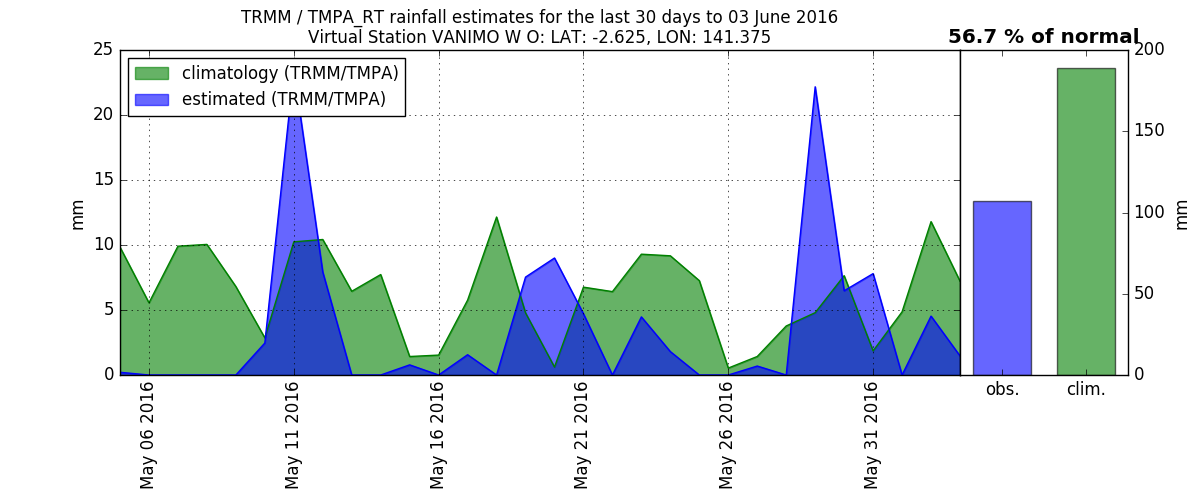 TRMM / TMPA_RT rainfall estimates for the last 30 days to 03 June 2016
Virtual Station VANIMO W O: LAT: -2.625, LON: 141.375
56.7 % of normal
climatology (TRMM/TMPA)
estimated (TRMM/TMPA)
25
20
15
10
5
0
mm
May 06 2016
May 11 2016
May 16 2016
May 21 2016
May 26 2016
May 31 2016
obs.
clim.
200
150
100
50
0
mm